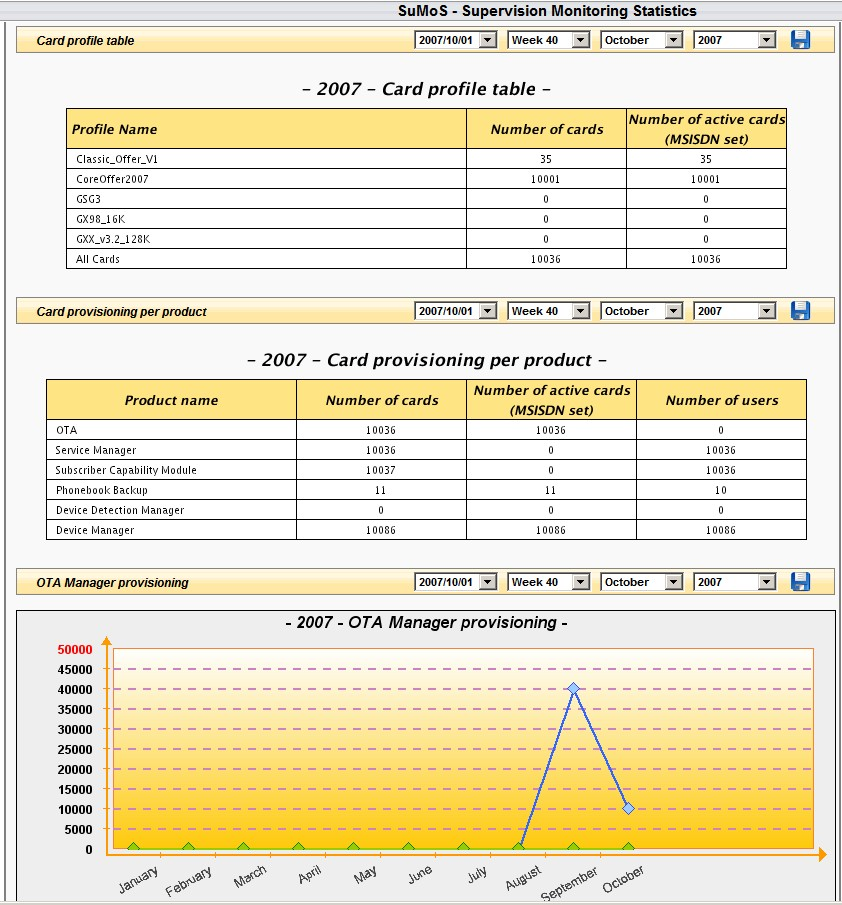 SuMoS - Supervision Monitoring Statistics
Card profile table 2007/10/01 Week 40 October 2007
– 2007 – Card profile table –
Profile Name Number of cards Number of active cards (MSISDN set)
Classic_Offer_V1 35 35
CoreOffer2007 10001 10001
GSG3 0 0
GX98_16K 0 0
GXX_v3.2_128K 0 0
All Cards 10036 10036
Card provisioning per product 2007/10/01 Week 40 October 2007
– 2007 – Card provisioning per product –
Product name Number of cards Number of active cards (MSISDN set) Number of users
OTA 10036 10036 0
Service Manager 10036 0 10036
Subscriber Capability Module 10037 0 10036
Phonebook Backup 11 11 10
Device Detection Manager 0 0 0
Device Manager 10086 10086 10086
OTA Manager provisioning 2007/10/01 Week 40 October 2007
- 2007 - OTA Manager provisioning -
50000
45000
40000
35000
30000
25000
20000
15000
10000
5000
0
January February March April May June July August September October